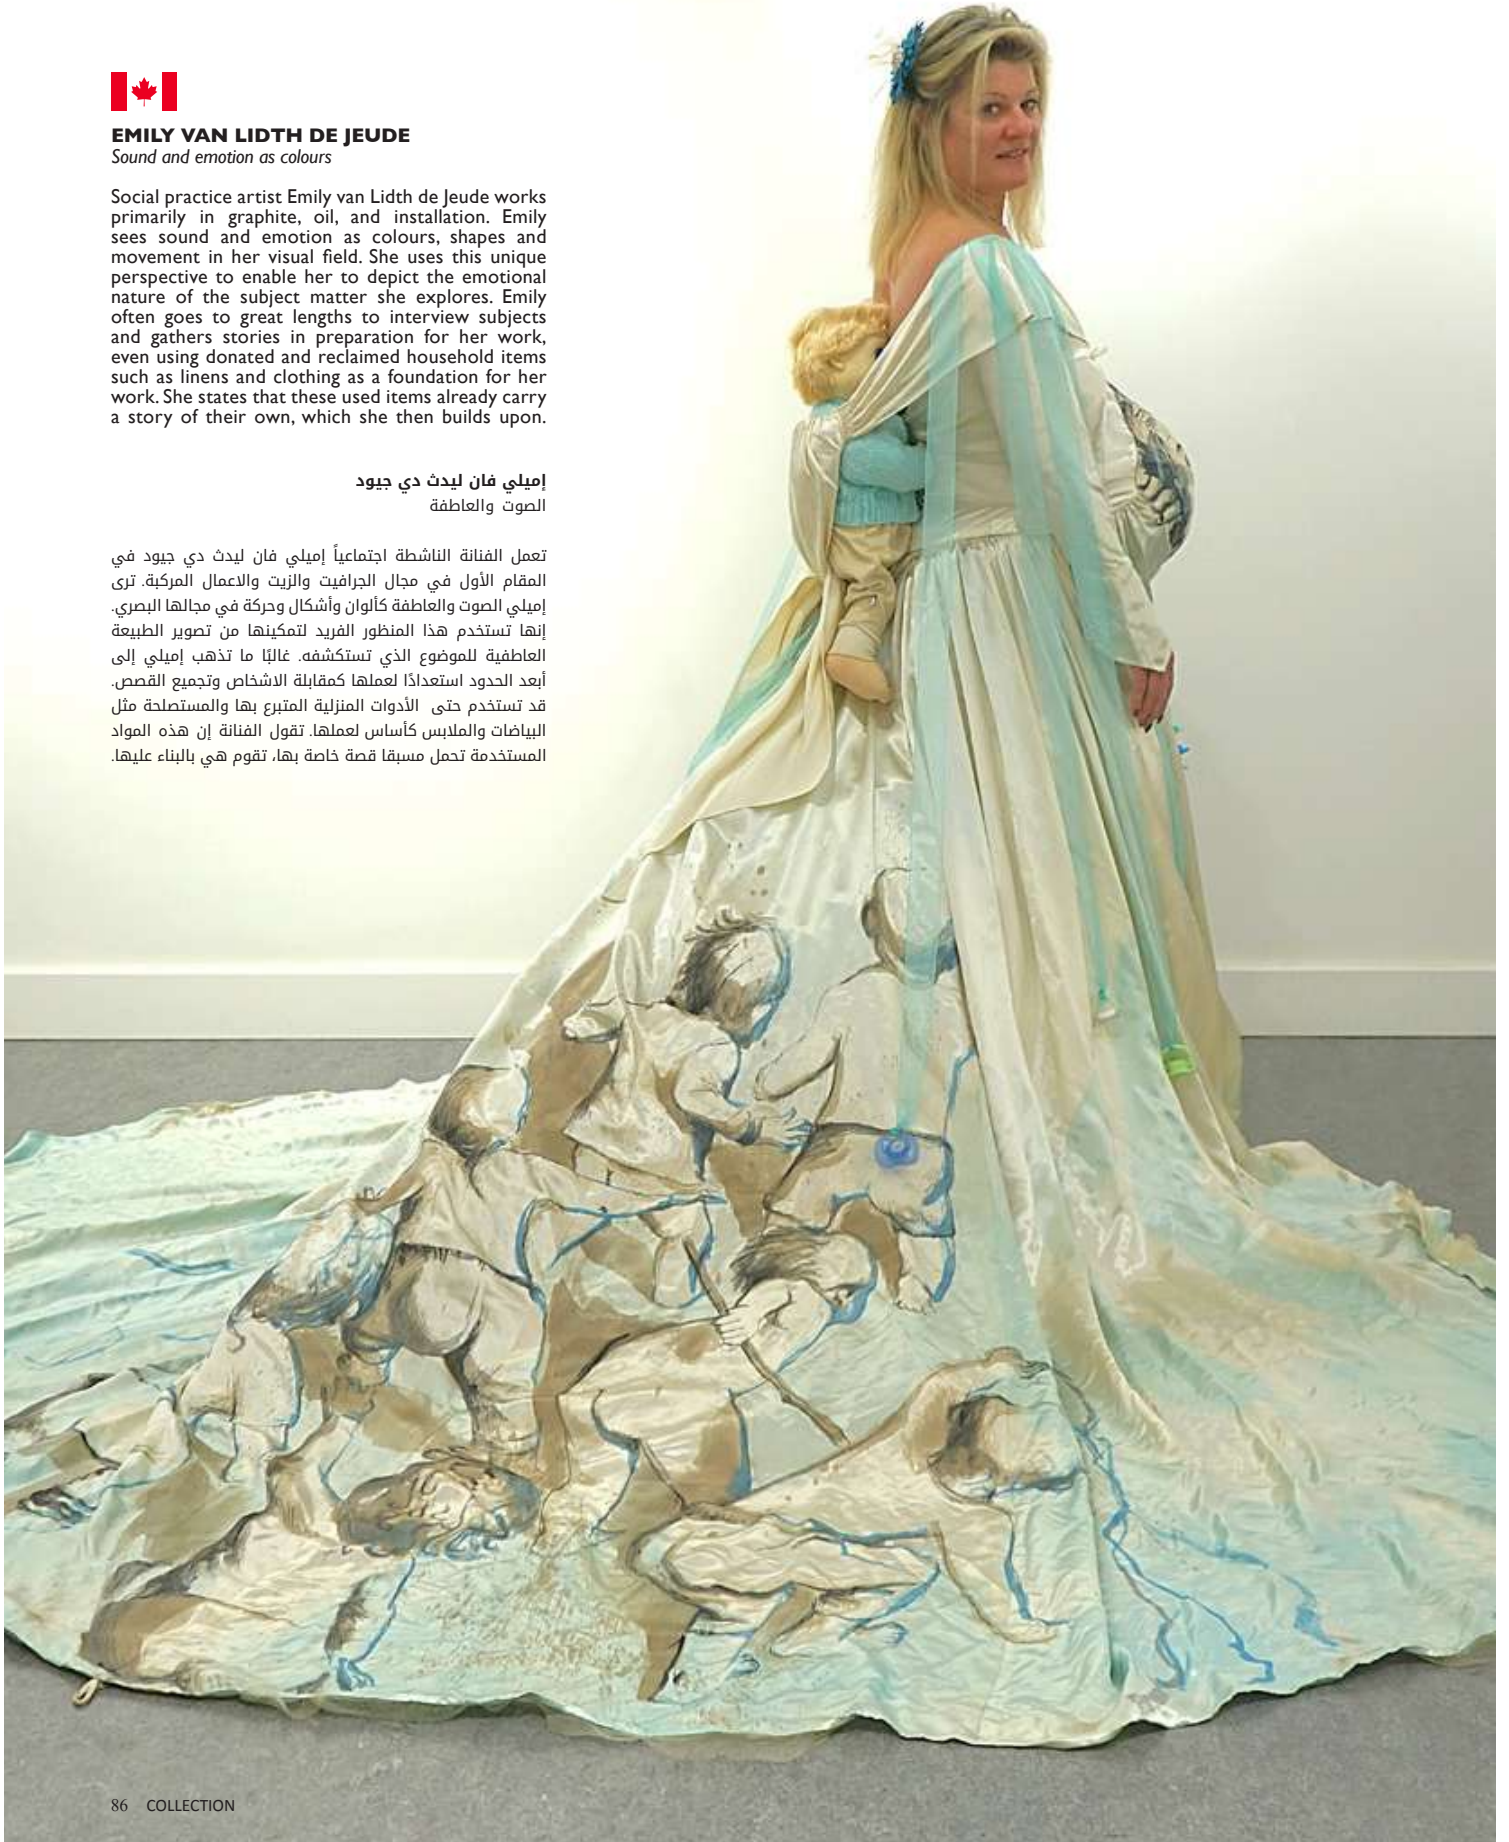 EMILY VAN LIDTH DE JEUDE
Sound and emotion as colours
Social practice artist Emily van Lidth de Jeude works
primarily in graphite, oil, and installation. Emily
sees sound and emotion as colours, shapes and
movement in her visual field. She uses this unique
perspective to enable her to depict the emotional
nature of the subject matter she explores. Emily
often goes to great lengths to interview subjects
and gathers stories in preparation for her work,
even using donated and reclaimed household items
such as linens and clothing as a foundation for her
work. She states that these used items already carry
a story of their own, which she then builds upon.
إميلي فان ليدث دي جيود
الصوت والعاطفة
تعمل الفنانة الناشطة اجتماعياً إميلي فان ليدث دي جيود في
المقام الأول في مجال الجرافيت والزيت والاعمال المركبة. ترى
إميلي الصوت والعاطفة كألوان وأشكال وحركة في مجالها البصري.
إنها تستخدم هذا المنظور الفريد لتمكينها من تصوير الطبيعة
العاطفية للموضوع الذي تستكشفه. غالبًا ما تذهب إميلي إلى
أبعد الحدود استعدادًا لعملها كمقابلة الاشخاص وتجميع القصص.
قد تستخدم حتى الأدوات المنزلية المتبرع بها والمستصلحة مثل
البياضات والملابس كأساس لعملها. تقول الفنانة إن هذه المواد
المستخدمة تحمل مسبقا قصة خاصة بها، تقوم هي بالبناء عليها.
86 COLLECTION